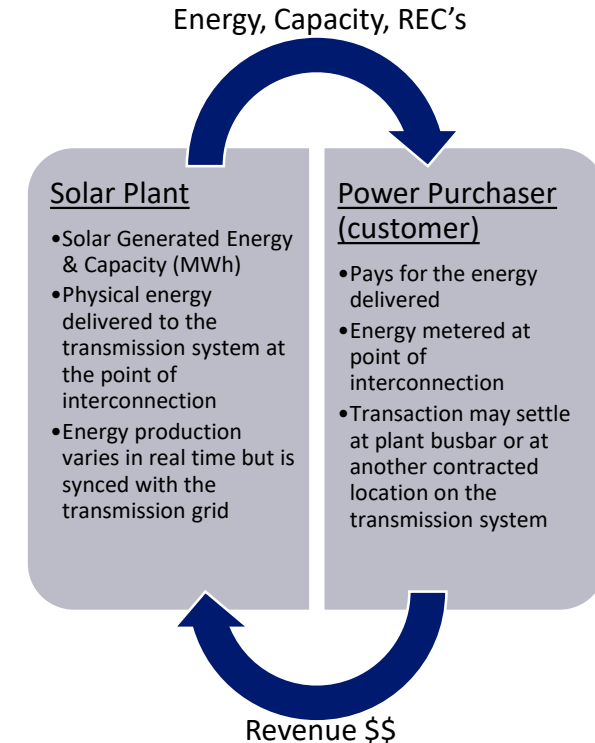 Energy, Capacity, REC’s
Solar Plant
•Solar Generated Energy
& Capacity (MWh)
•Physical energy
delivered to the
transmission system at
the point of
interconnection
•Energy production
varies in real time but is
synced with the
transmission grid
Power Purchaser
(customer)
•Pays for the energy
delivered
•Energy metered at
point of
interconnection
•Transaction may settle
at plant busbar or at
another contracted
location on the
transmission system
Revenue $$